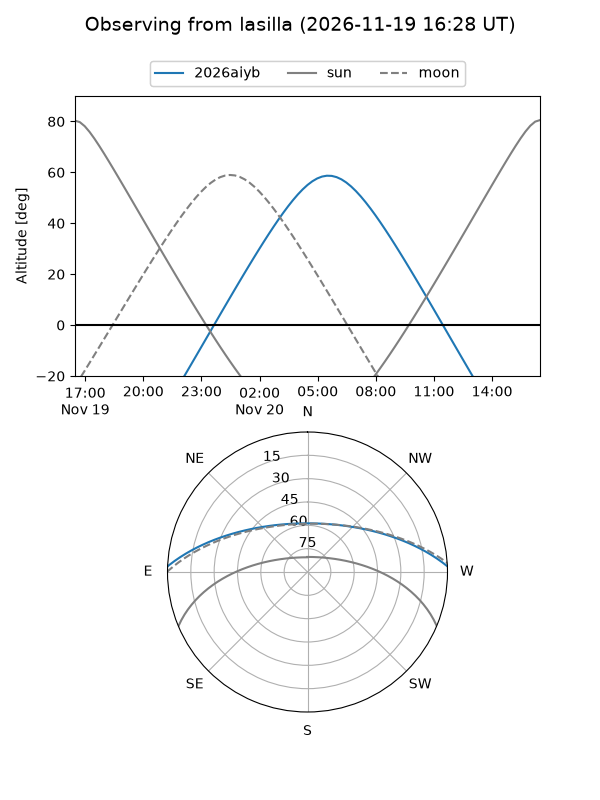 Observing from lasilla (2026-11-19 16:28 UT)
2026aiyb sun moon
Altitude [deg]
80
60
40
20
0
−20
17:00 20:00 23:00 02:00 05:00 08:00 11:00 14:00
Nov 19 Nov 20
N
NE NW
15
30
45
60
75
E W
SE SW
S